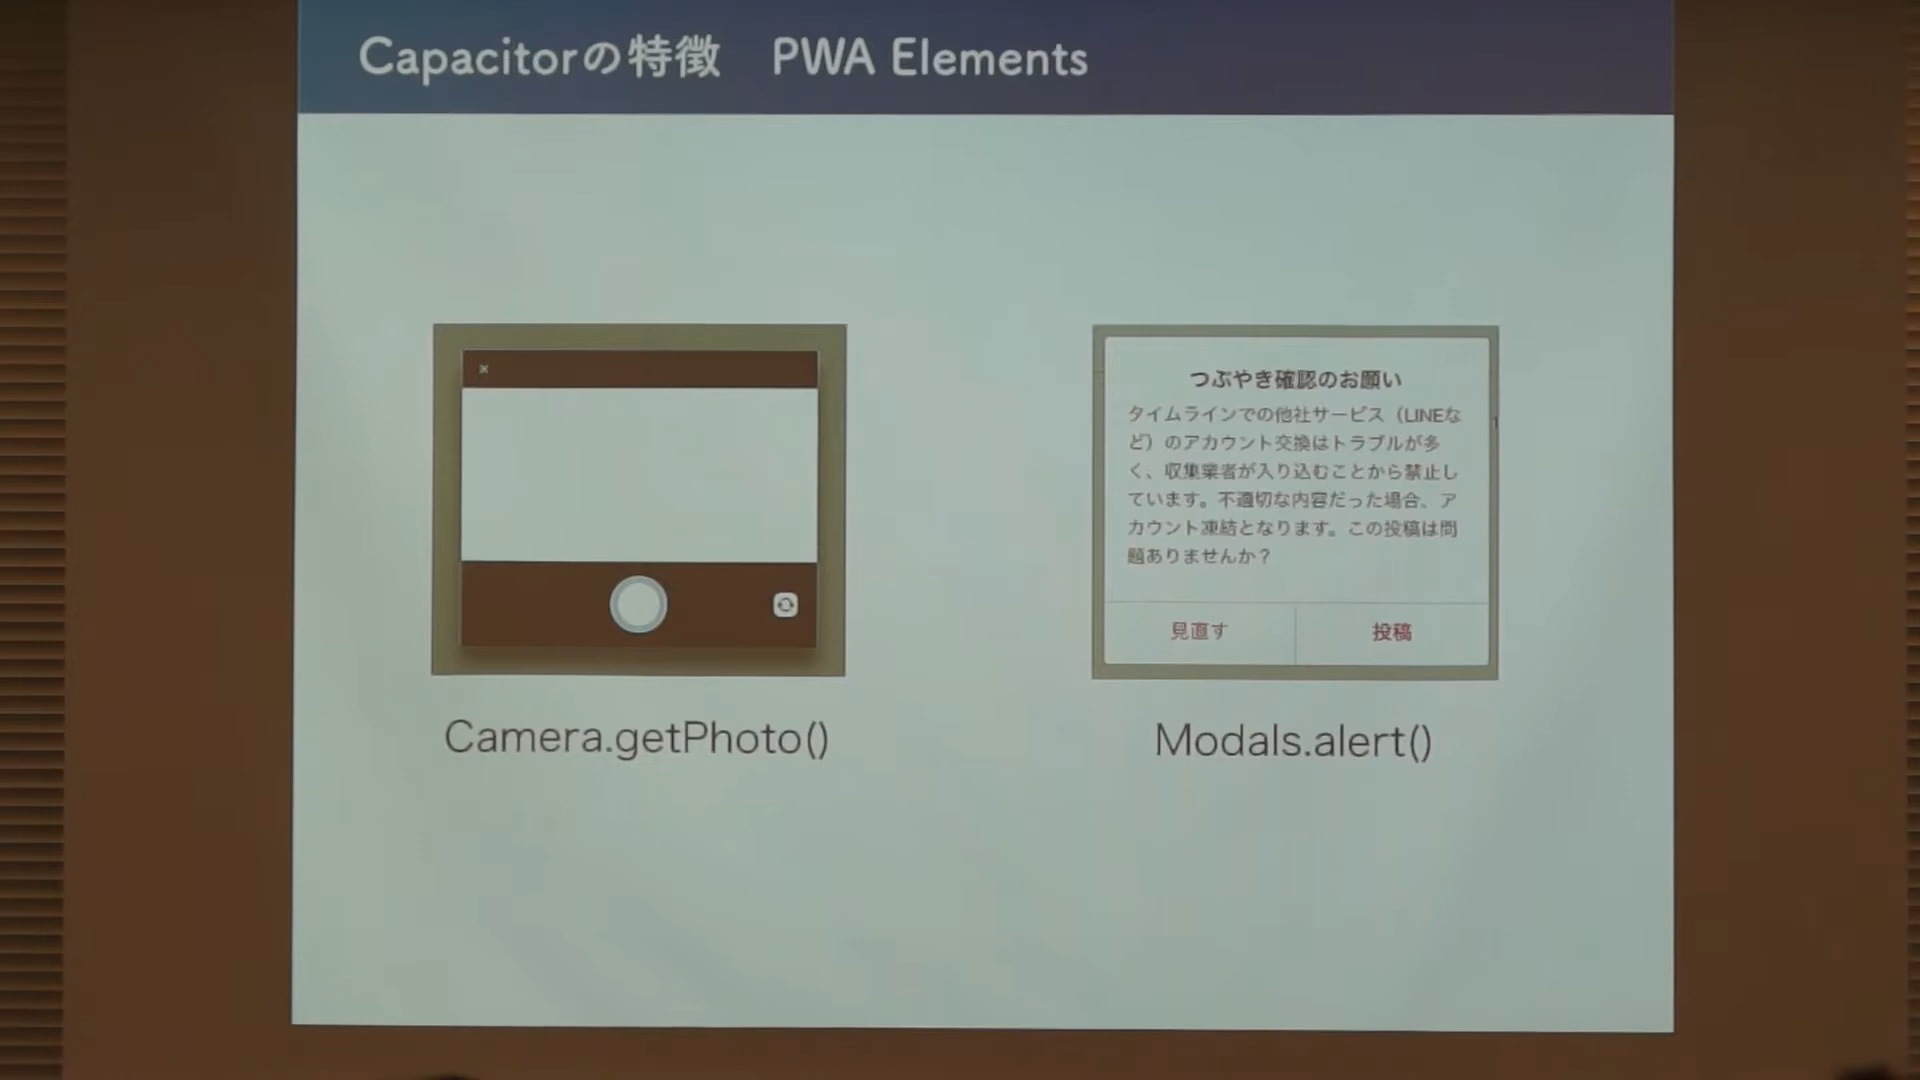 Capacitorの特徴　PWA Elements
×
Camera.getPhoto()
つぶやき確認のお願い
タイムラインでの他社サービス（LINEな
ど）のアカウント交換はトラブルが多
く、収集業者が入り込むことから禁止し
ています。不適切な内容だった場合、ア
カウント凍結となります。この投稿は問
題ありませんか？
見直す
投稿
Modals.alert()